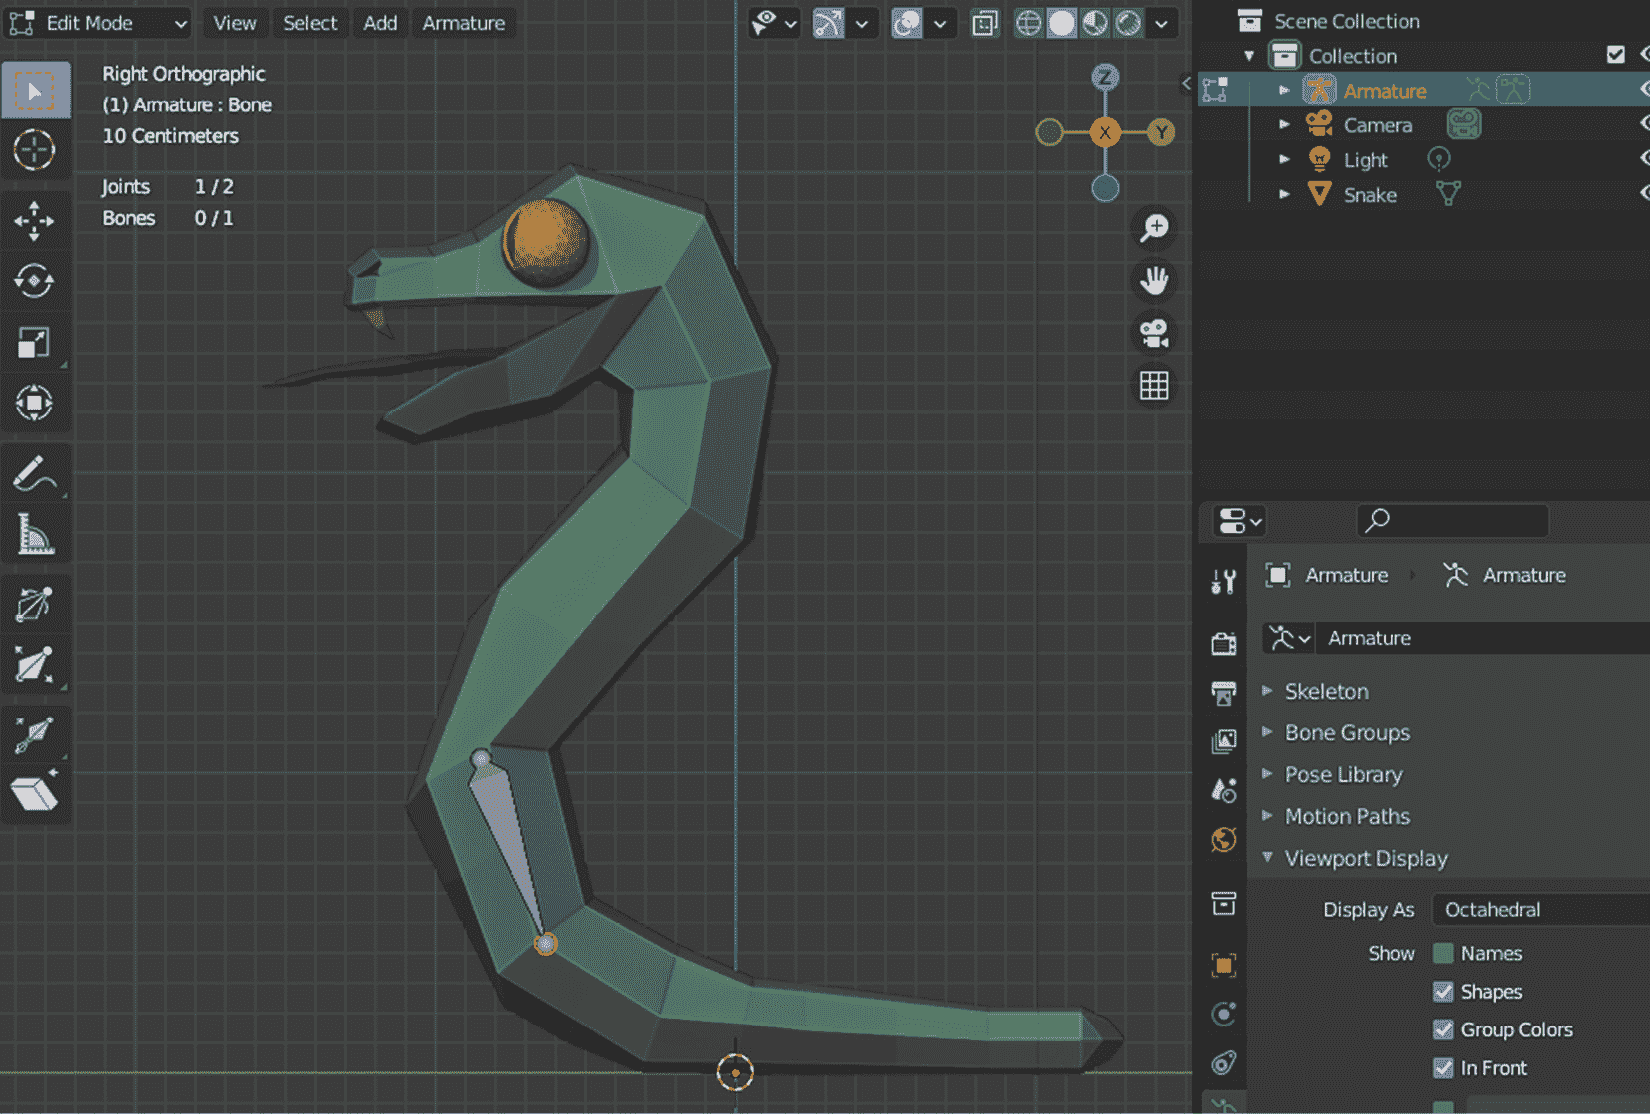 Edit Mode View Select Add Armature
Right Orthographic
(1) Armature : Bone
10 Centimeters
Joints 1/2
Bones 0/1
Z
X
Y
Scene Collection
Collection
Armature
Camera
Light
Snake
Armature Armature
Armature
Skeleton
Bone Groups
Pose Library
Motion Paths
Viewport Display
Display As Octahedral
Show Names
Shapes
Group Colors
In Front